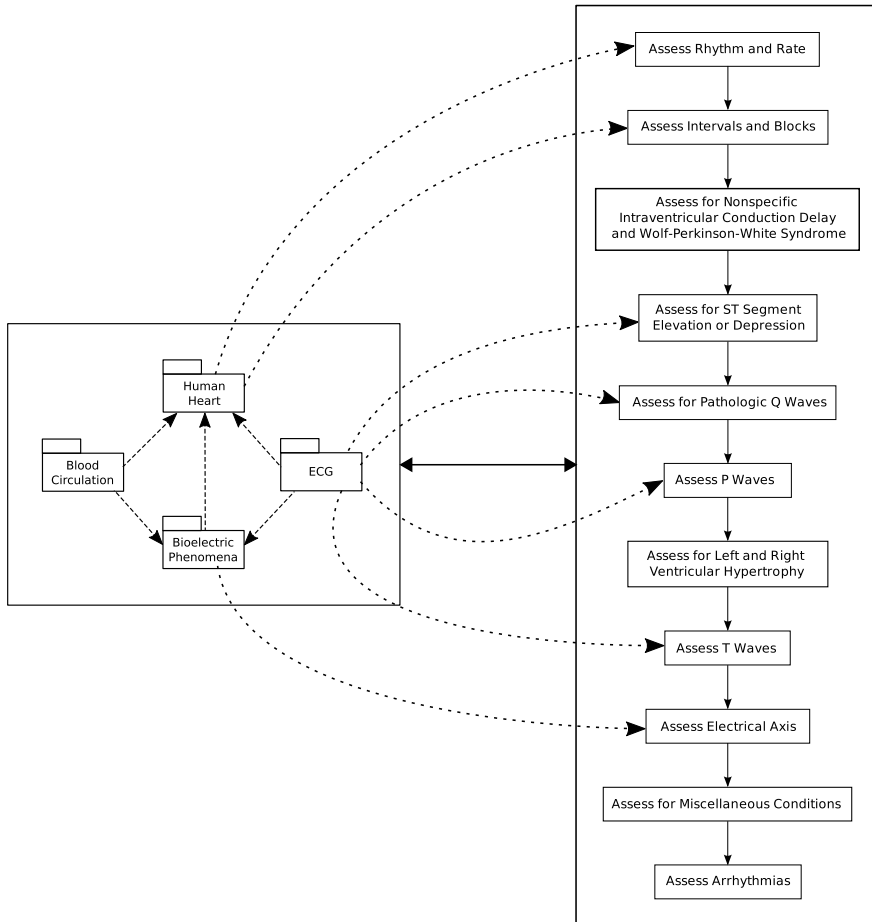 Human
Heart
Blood
Circulation
ECG
Bioelectric
Phenomena
Assess Rhythm and Rate
Assess Intervals and Blocks
Assess for Nonspecific
Intraventricular Conduction Delay
and Wolf-Perkinson-White Syndrome
Assess for ST Segment
Elevation or Depression
Assess for Pathologic Q Waves
Assess P Waves
Assess for Left and Right
Ventricular Hypertrophy
Assess T Waves
Assess Electrical Axis
Assess for Miscellaneous Conditions
Assess Arrhythmias